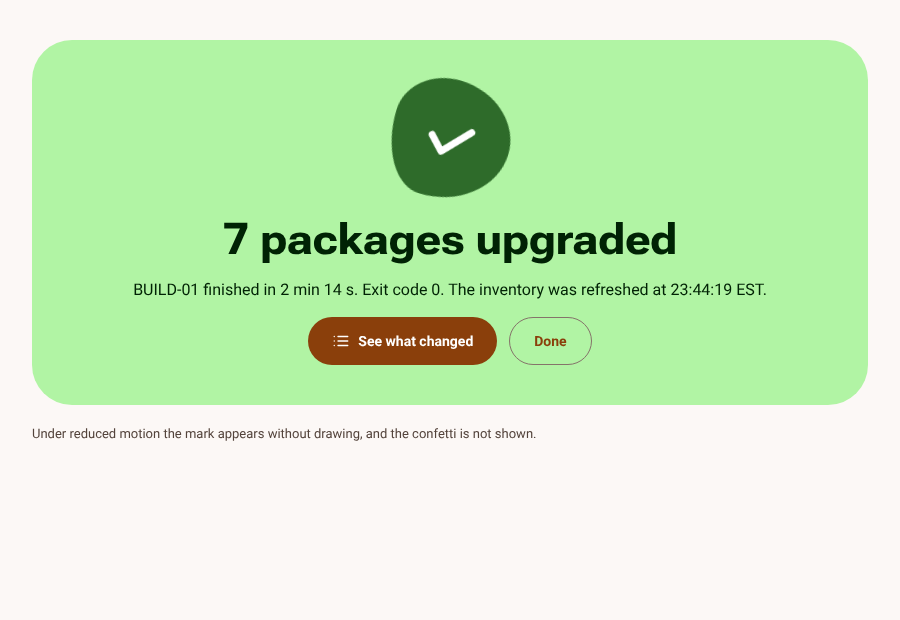 7 packages upgraded
BUILD-01 finished in 2 min 14 s. Exit code 0. The inventory was refreshed at 23:44:19 EST.
See what changed
Done
Under reduced motion the mark appears without drawing, and the confetti is not shown.